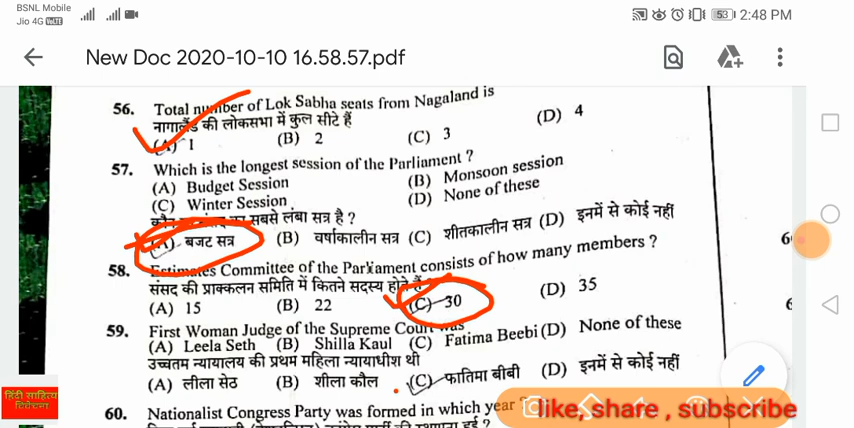 BSNL Mobile
Jio 4G VoLTE
53 2:48 PM
New Doc 2020-10-10 16.58.57.pdf
56. Total number of Lok Sabha seats from Nagaland is
नागालैंड की लोकसभा में कुल सीटे हैं
(A) 1 (B) 2 (C) 3 (D) 4
57. Which is the longest session of the Parliament ?
(A) Budget Session (B) Monsoon session
(C) Winter Session (D) None of these
सबसे लंबा सत्र है ?
(A) बजट सत्र (B) वर्षाकालीन सत्र (C) शीतकालीन सत्र (D) इनमें से कोई नहीं
58. Estimates Committee of the Parliament consists of how many members ?
संसद की प्राक्कलन समिति में कितने सदस्य होते हैं
(A) 15 (B) 22 (C) 30 (D) 35
59. First Woman Judge of the Supreme Court was
(A) Leela Seth (B) Shilla Kaul (C) Fatima Beebi (D) None of these
उच्चतम न्यायालय की प्रथम महिला न्यायाधीश थी
(A) लीला सेठ (B) शीला कौल (C) फातिमा बीबी (D) इनमें से कोई नहीं
60. Nationalist Congress Party was formed in which year
like, share , subscribe
हिंदी साहित्य
विवेचना